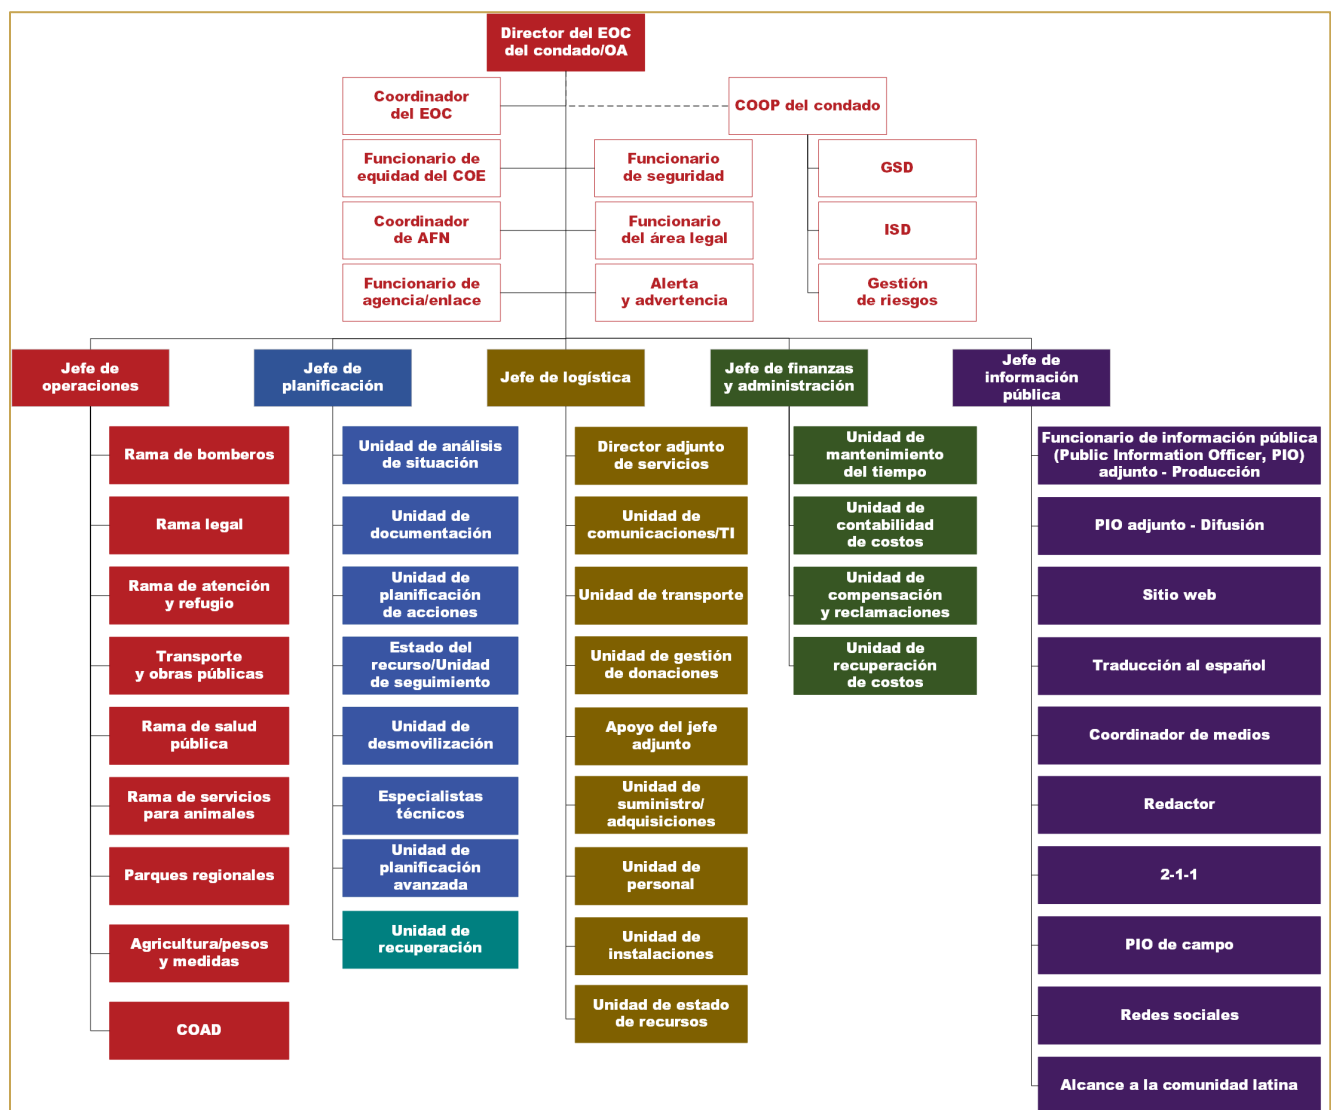 Director del EOC
del condado/OA
Coordinador
del EOC
COOP del condado
Funcionario de
equidad del COE
Funcionario
de seguridad
GSD
Coordinador
de AFN
Funcionario
del área legal
ISD
Funcionario de
agencia/enlace
Alerta
y advertencia
Gestión
de riesgos
Jefe de
operaciones
Jefe de
planificación
Jefe de logística
Jefe de finanzas
y administración
Jefe de
información
pública
Rama de bomberos
Rama legal
Rama de atención
y refugio
Transporte
y obras públicas
Rama de salud
pública
Rama de servicios
para animales
Parques regionales
Agricultura/pesos
y medidas
COAD
Unidad de análisis
de situación
Unidad de
documentación
Unidad de
planificación
de acciones
Estado del
recurso/Unidad
de seguimiento
Unidad de
desmovilización
Especialistas
técnicos
Unidad de
planificación
avanzada
Unidad de
recuperación
Director adjunto
de servicios
Unidad de
comunicaciones/TI
Unidad de transporte
Unidad de gestión
de donaciones
Apoyo del jefe
adjunto
Unidad de
suministro/
adquisiciones
Unidad de
personal
Unidad de
instalaciones
Unidad de estado
de recursos
Unidad de
mantenimiento
del tiempo
Unidad de
contabilidad
de costos
Unidad de
compensación
y reclamaciones
Unidad de
recuperación
de costos
Funcionario de información pública
(Public Information Officer, PIO)
adjunto - Producción
PIO adjunto - Difusión
Sitio web
Traducción al español
Coordinador de medios
Redactor
2-1-1
PIO de campo
Redes sociales
Alcance a la comunidad latina